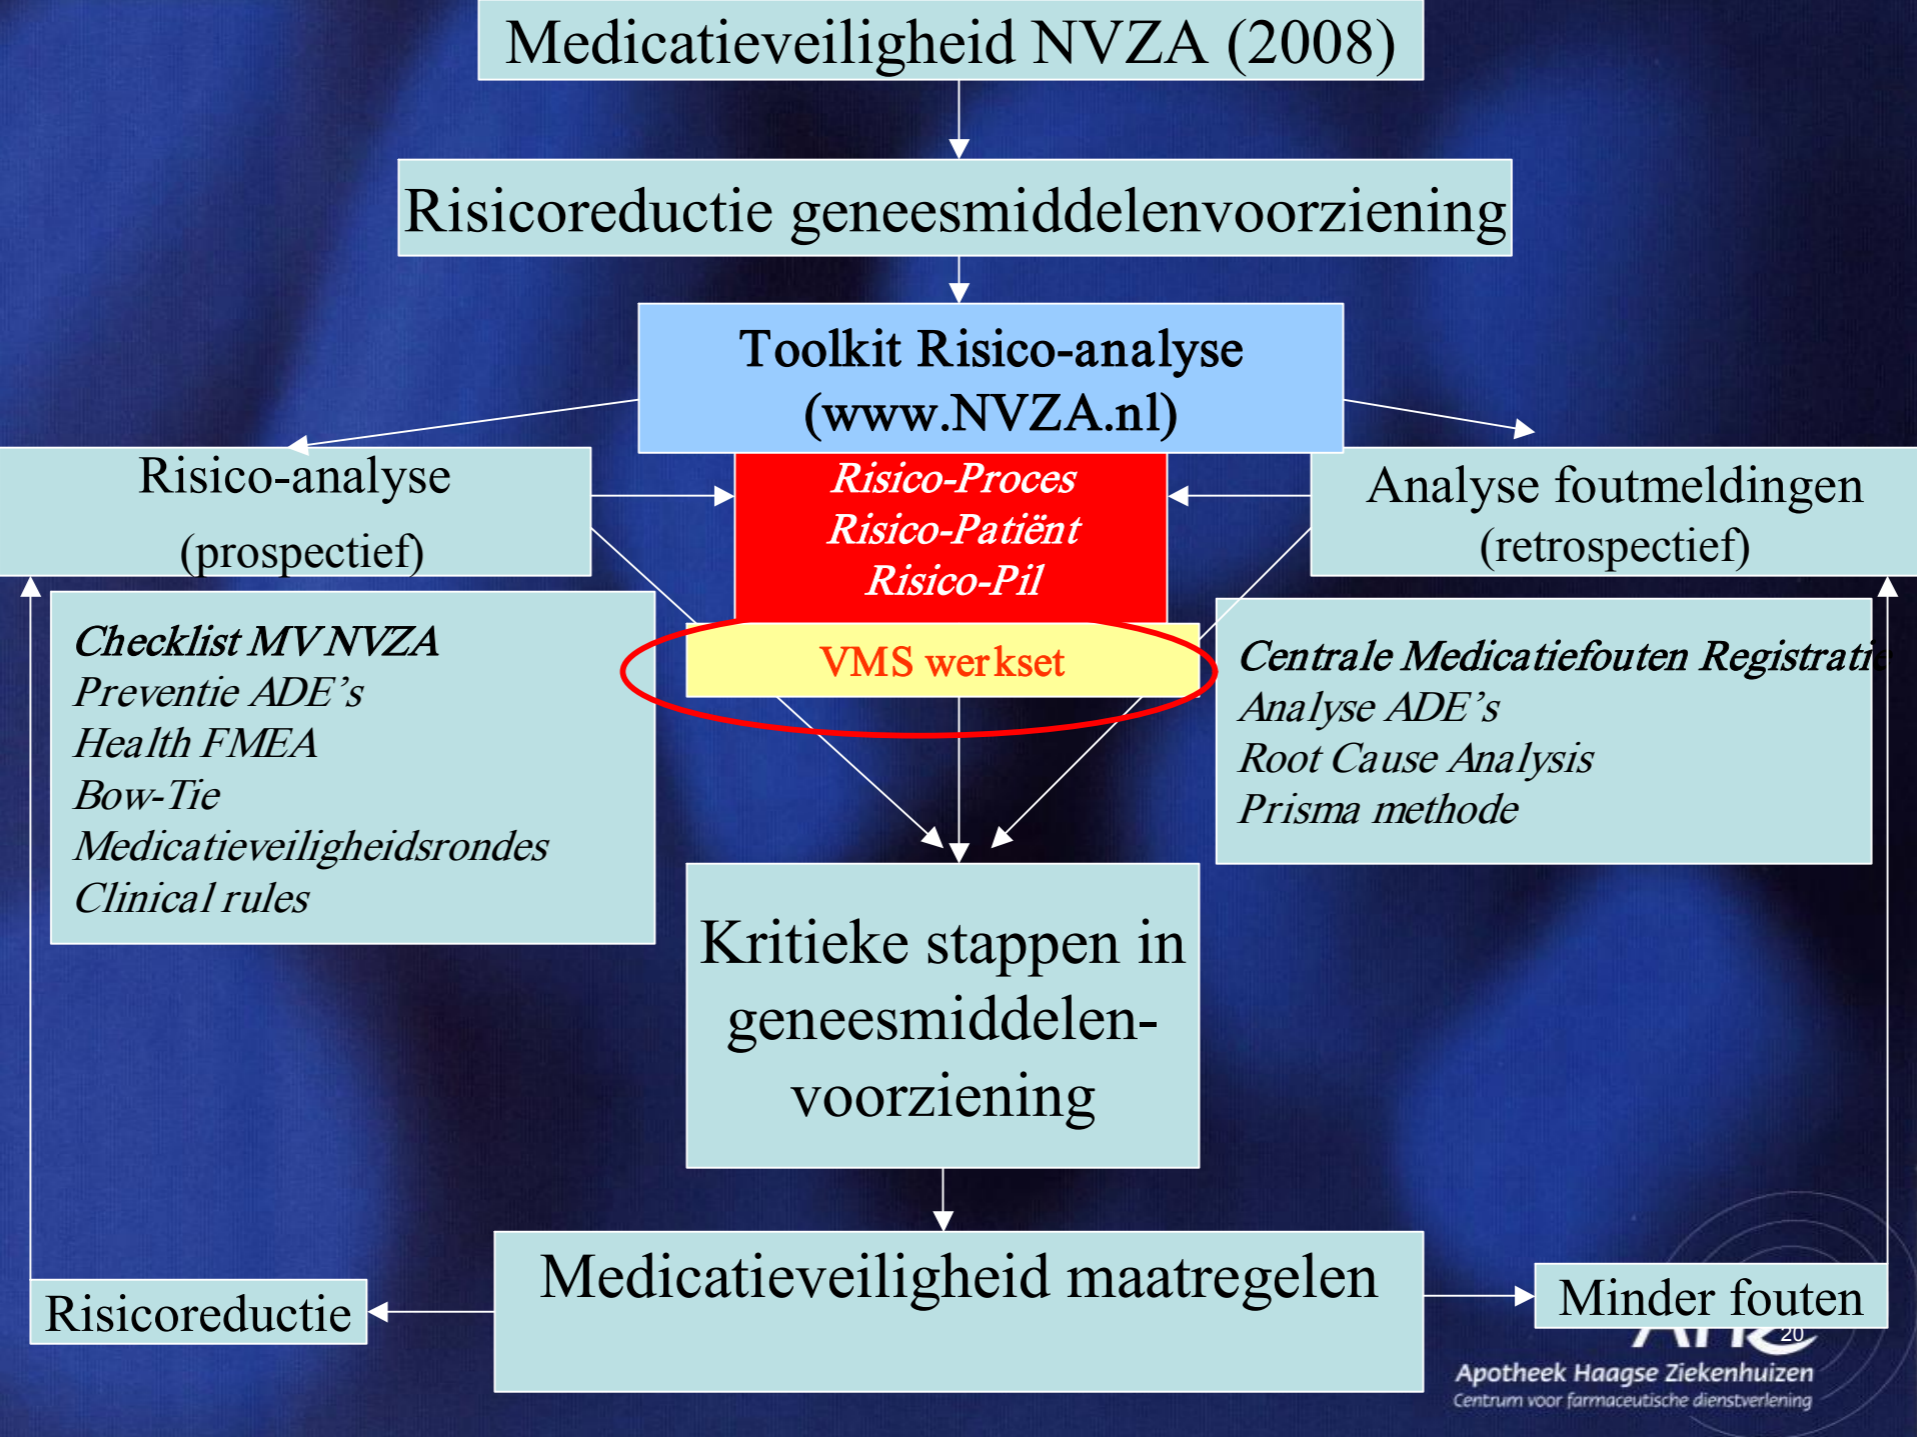 Medicatieveiligheid NVZA (2008)
Risicoreductie geneesmiddelenvoorziening
Toolkit Risico-analyse
(www.NVZA.nl)
Risico-analyse
(prospectief)
Risico-Proces
Risico-Patiënt
Risico-Pil
Analyse foutmeldingen
(retrospectief)
Checklist MV NVZA
Preventie ADE’s
Health FMEA
Bow-Tie
Medicatieveiligheidsrondes
Clinical rules
VMS werkset
Centrale Medicatiefouten Registratie
Analyse ADE’s
Root Cause Analysis
Prisma methode
Kritieke stappen in
geneesmiddelen-
voorziening
Medicatieveiligheid maatregelen
Risicoreductie
Minder fouten
20
Apotheek Haagse Ziekenhuizen
Centrum voor farmaceutische dienstverlening